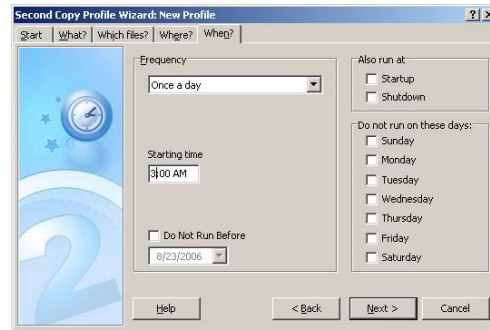 Second Copy Profile Wizard: New Profile
Start What? Which files? Where? When?
Frequency
Once a day
Starting time
3:00 AM
Do Not Run Before
8/23/2006
Also run at
Startup
Shutdown
Do not run on these days:
Sunday
Monday
Tuesday
Wednesday
Thursday
Friday
Saturday
Help < Back Next > Cancel